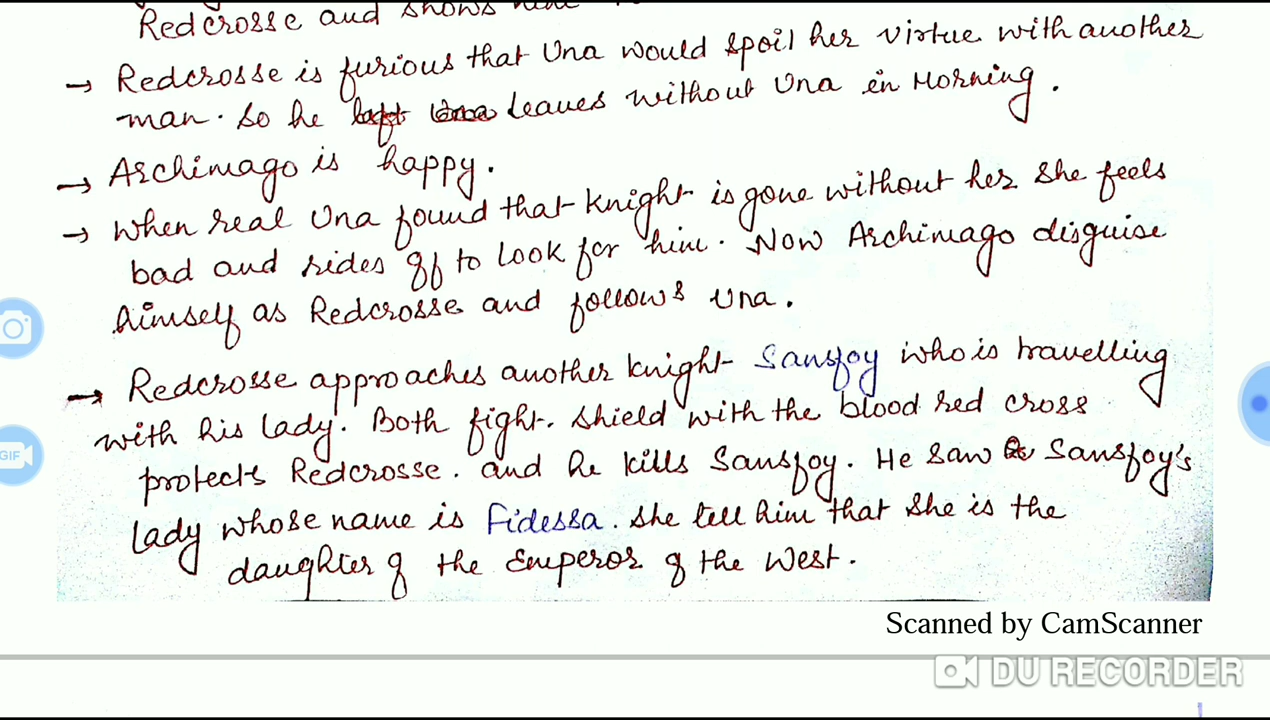 Redcrosse and shows him
→ Redcrosse is furious that Una would spoil her virtue with another
man. So he left Una Leaves without Una in Morning.
→ Archimago is happy.
→ When real Una found that Knight is gone without her she feels
bad and rides off to Look for him. Now Archimago disguise
himself as Redcrosse and follows Una.
→ Redcrosse approaches another knight Sansfoy who is travelling
with his lady. Both fight. Shield with the blood red cross
protects Redcrosse. and he kills Sansfoy. He saw Sansfoy's
lady whose name is Fidessa. She tell him that she is the
daughter of the Emperor of the West.
Scanned by CamScanner
GIF
DU RECORDER